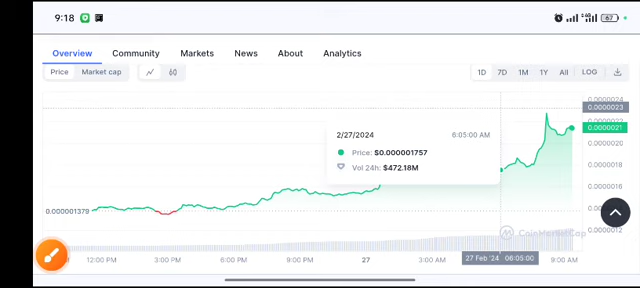 9:18
67
Overview Community Markets News About Analytics
Price Market cap 1D 7D 1M 1Y All LOG
0.0000024
0.0000023
0.0000022
2/27/2024 6:05:00 AM
0.0000021
Price: $0.000001757
0.0000020
Vol 24h: $472.18M
0.0000018
0.0000016
0.000001379
0.0000014
CoinMarketCap
0.0000012
12:00 PM 3:00 PM 6:00 PM 9:00 PM 27 3:00 AM 27 Feb '24 06:05:00 9:00 AM